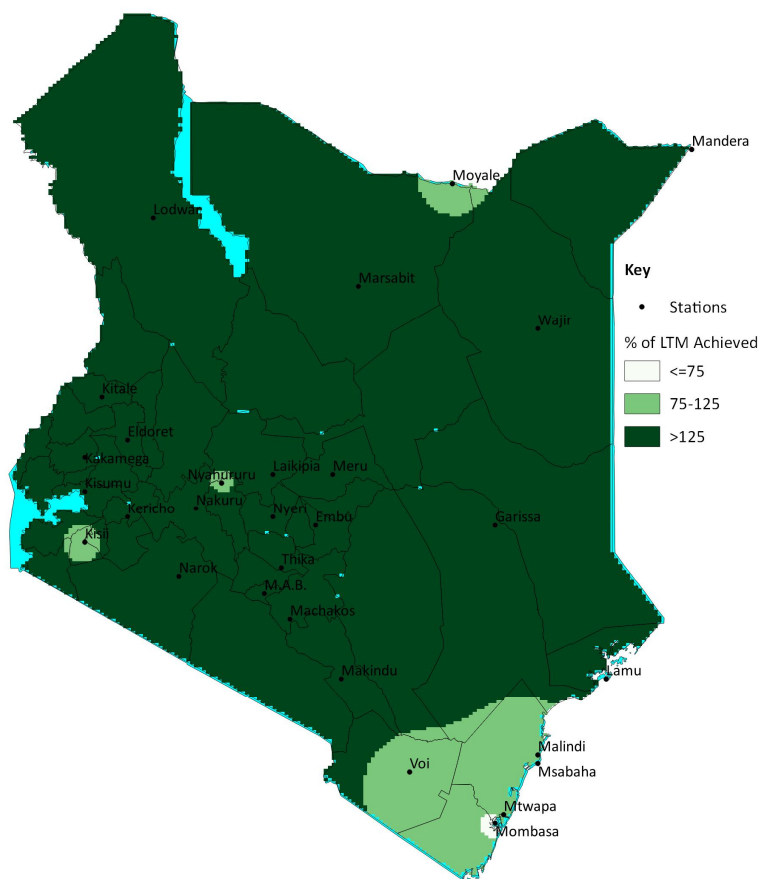 Mandera
Moyale
Lodwar
Marsabit
Key
Stations
Wajir
% of LTM Achieved
<=75
75-125
>125
Kitale
Eldoret
Kakamega
Nyahururu
Laikipia
Meru
Kisumu
Nakuru
Kericho
Nyeri
Embu
Garissa
Kisii
Thika
Narok
M.A.B.
Machakos
Makindu
Lamu
Malindi
Voi
Msabaha
Mtwapa
Mombasa